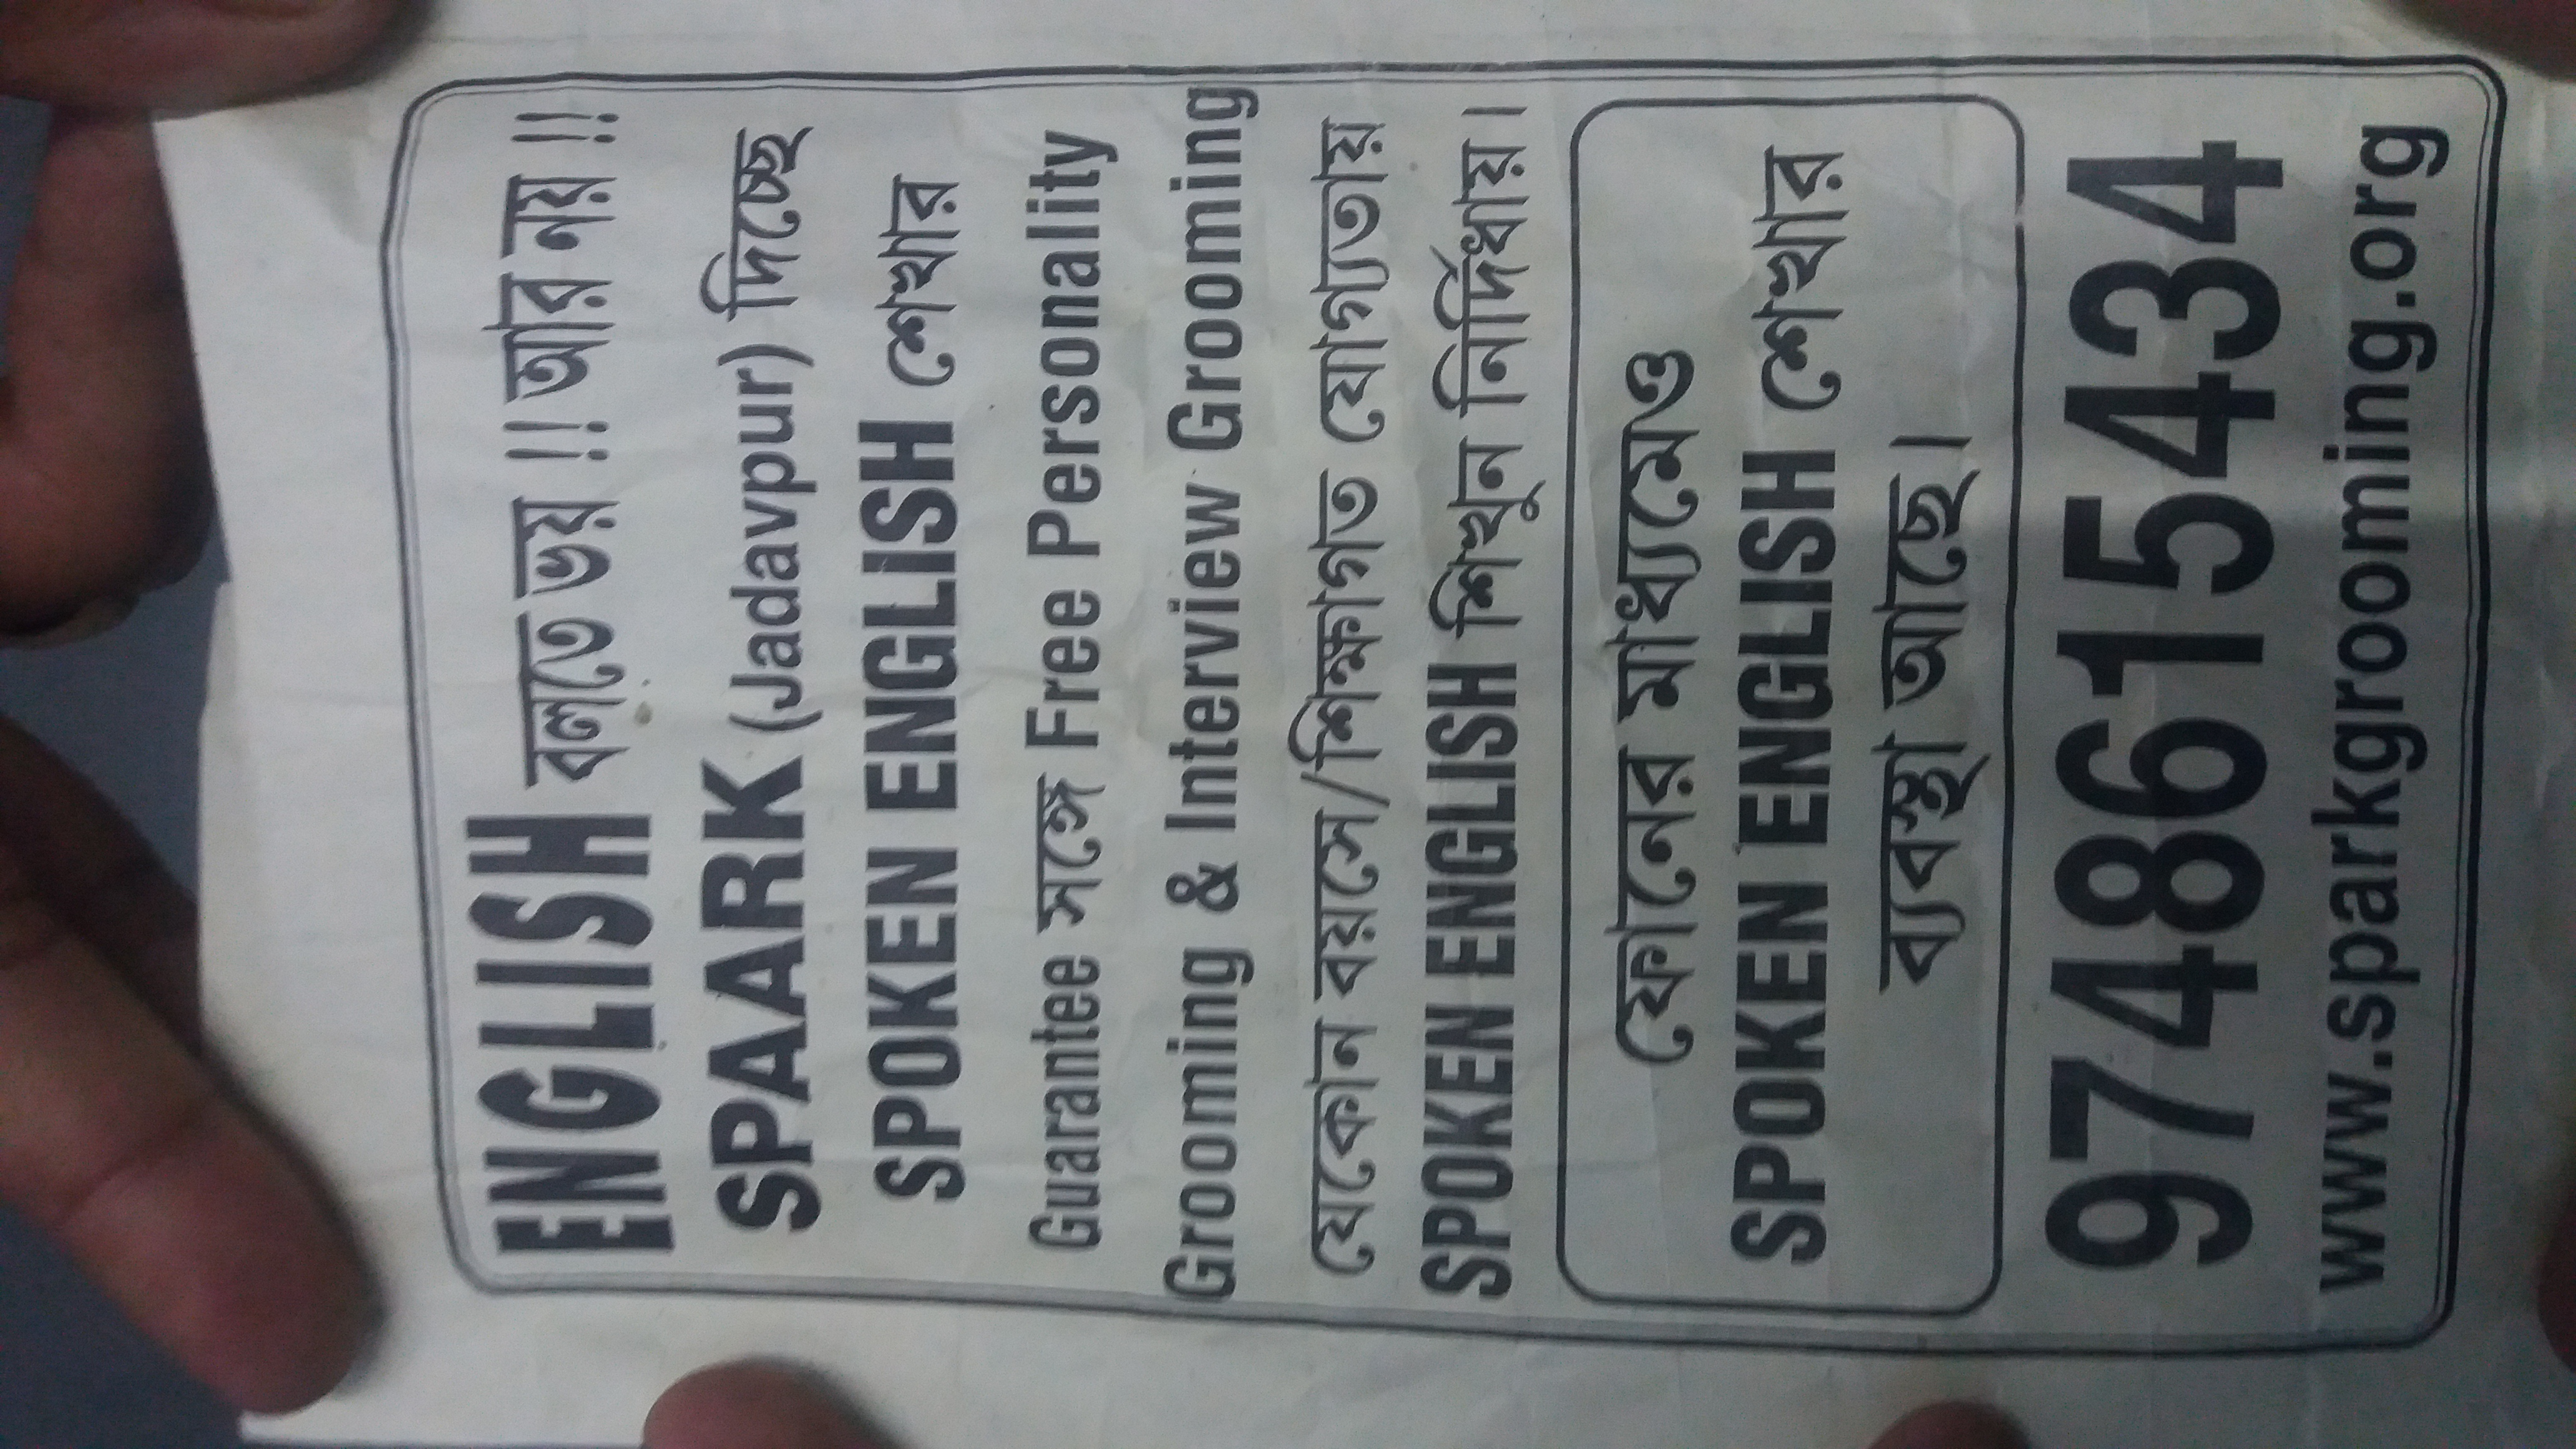 ENGLISH বলতে ভয় !! আর নয় !!
SPAARK (Jadavpur) দিচ্ছে
SPOKEN ENGLISH শেখার
Guarantee সঙ্গে Free Personality
Grooming & Interview Grooming
যেকোন বয়সে/শিক্ষাগত যোগ্যতায়
SPOKEN ENGLISH শিখুন নির্দিধায়।
ফোনের মাধ্যমেও
SPOKEN ENGLISH শেখার
ব্যবস্থা আছে।
9748615434
www.sparkgrooming.org